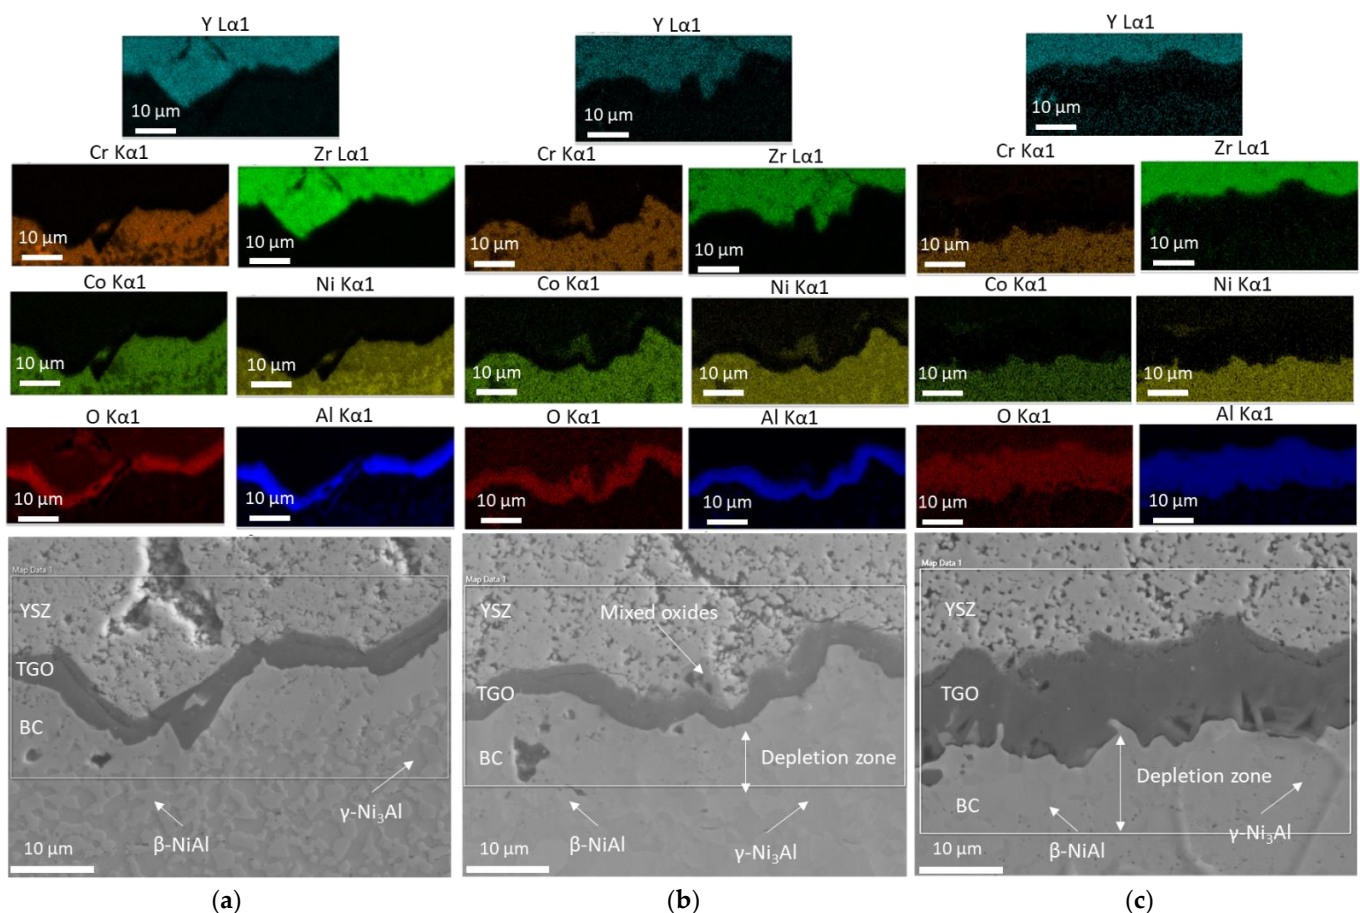 Y Lα1 Y Lα1 Y Lα1
10 µm 10 µm 10 µm
Cr Kα1 Zr Lα1 Cr Kα1 Zr Lα1 Cr Kα1 Zr Lα1
10 µm 10 µm 10 µm 10 µm 10 µm 10 µm
Co Kα1 Ni Kα1 Co Kα1 Ni Kα1 Co Kα1 Ni Kα1
10 µm 10 µm 10 µm 10 µm 10 µm 10 µm
O Kα1 Al Kα1 O Kα1 Al Kα1 O Kα1 Al Kα1
10 µm 10 µm 10 µm 10 µm 10 µm 10 µm
Map Data 1
YSZ
TGO
BC
γ-Ni₃Al
β-NiAl
10 µm
(a)
Map Data 1
YSZ
Mixed oxides
TGO
BC
Depletion zone
β-NiAl
γ-Ni₃Al
10 µm
(b)
Map Data 1
YSZ
TGO
Depletion zone
BC
γ-Ni₃Al
β-NiAl
10 µm
(c)